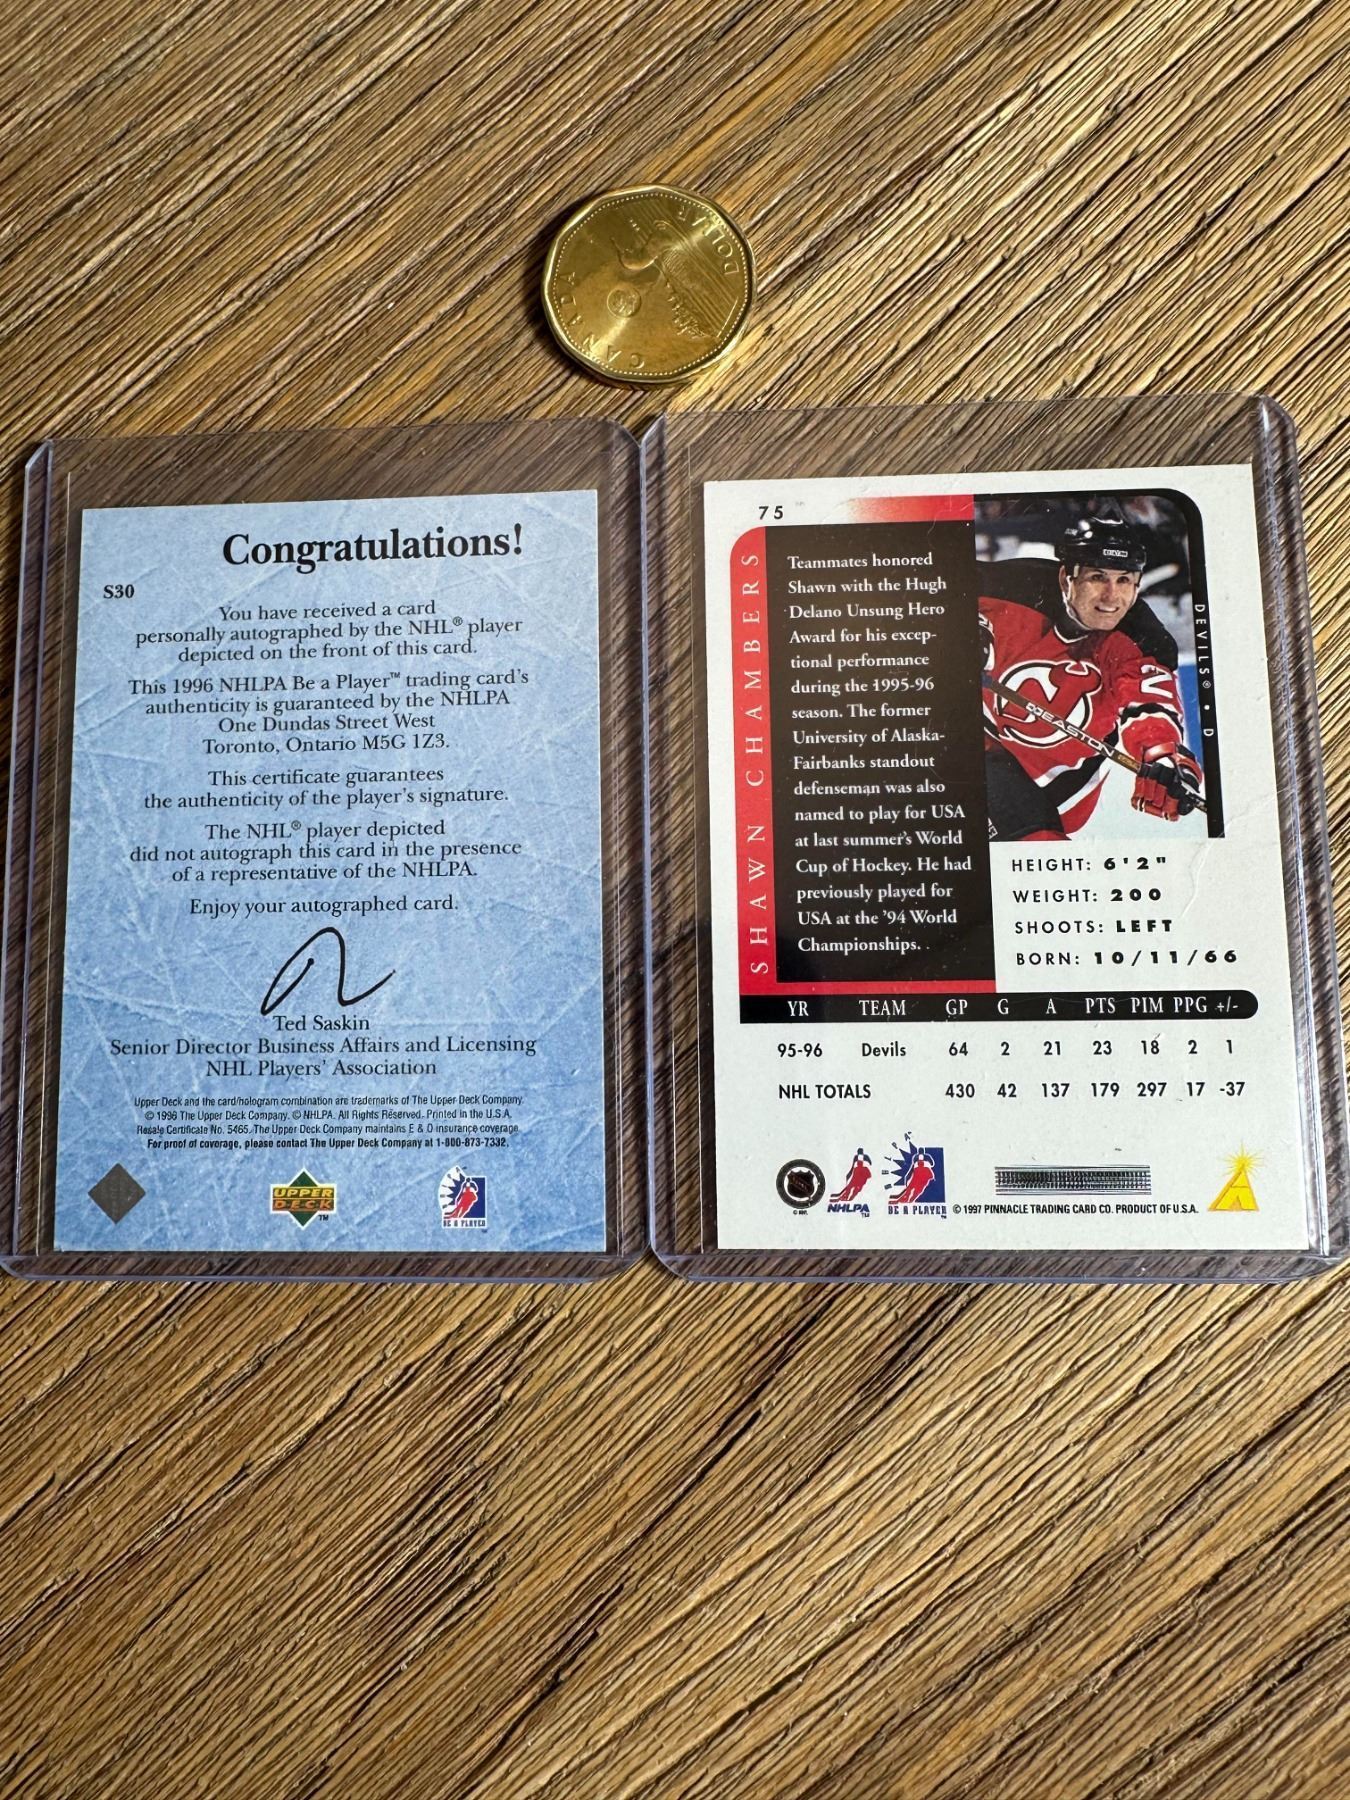 CANADA
DOLLAR
Congratulations!
S30
You have received a card
personally autographed by the NHL® player
depicted on the front of this card.
This 1996 NHLPA Be a Player™ trading card's
authenticity is guaranteed by the NHLPA
One Dundas Street West
Toronto, Ontario M5G 1Z3.
This certificate guarantees
the authenticity of the player's signature.
The NHL® player depicted
did not autograph this card in the presence
of a representative of the NHLPA.
Enjoy your autographed card.
Ted Saskin
Senior Director Business Affairs and Licensing
NHL Players' Association
Upper Deck and the card/hologram combination are trademarks of The Upper Deck Company.
© 1996 The Upper Deck Company. © NHLPA. All Rights Reserved. Printed in the U.S.A.
Resale Certificate No. 5465. The Upper Deck Company maintains E & O insurance coverage.
For proof of coverage, please contact The Upper Deck Company at 1-800-873-7332.
UPPER
DECK™
BE A PLAYER
75
SHAWN CHAMBERS
Teammates honored
Shawn with the Hugh
Delano Unsung Hero
Award for his excep-
tional performance
during the 1995-96
season. The former
University of Alaska-
Fairbanks standout
defenseman was also
named to play for USA
at last summer's World
Cup of Hockey. He had
previously played for
USA at the '94 World
Championships.
EASTON
DEVILS® • D
HEIGHT: 6'2"
WEIGHT: 200
SHOOTS: LEFT
BORN: 10/11/66
YR TEAM GP G A PTS PIM PPG +/-
95-96 Devils 64 2 21 23 18 2 1
NHL TOTALS 430 42 137 179 297 17 -37
NHLPA™
BE A PLAYER
© 1997 PINNACLE TRADING CARD CO. PRODUCT OF U.S.A.